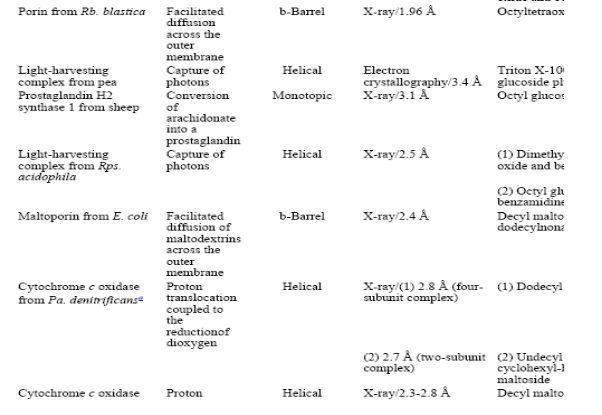 Porin from Rb. blastica Facilitated b-Barrel X-ray/1.96 Å Octyltetraox
diffusion
across the
outer
membrane
Light-harvesting Capture of Helical Electron Triton X-10
complex from pea photons crystallography/3.4 Å glucoside pl
Prostaglandin H2 Conversion Monotopic X-ray/3.1 Å Octyl glucos
synthase 1 from sheep of
arachidonate
into a
prostaglandin
Light-harvesting Capture of Helical X-ray/2.5 Å (1) Dimethy
complex from Rps. photons oxide and be
acidophila
(2) Octyl glu
benzamidine
Maltoporin from E. coli Facilitated b-Barrel X-ray/2.4 Å Decyl malto
diffusion of dodecylnona
maltodextrins
across the
outer
membrane
Cytochrome c oxidase Proton Helical X-ray/(1) 2.8 Å (four- (1) Dodecyl
from Pa. denitrificansa translocation subunit complex)
coupled to
the
reductionof
dioxygen
(2) 2.7 Å (two-subunit (2) Undecyl
complex) cyclohexyl-h
maltoside
Cytochrome c oxidase Proton Helical X-ray/2.3-2.8 Å Decyl malto